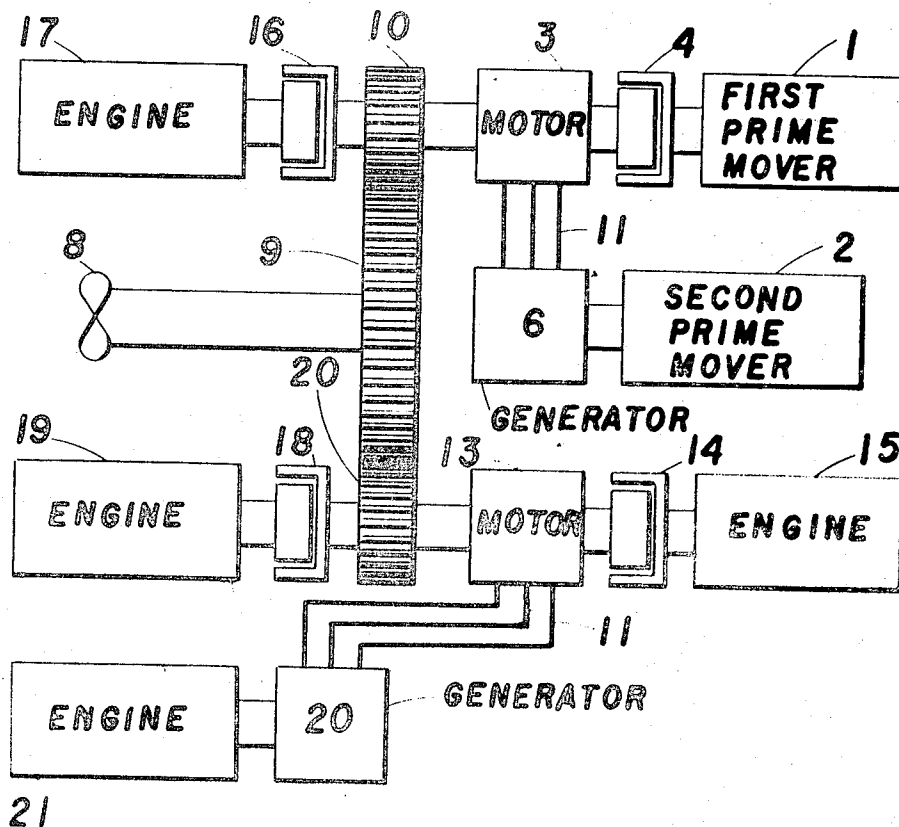 17
16
10
3
4
1
ENGINE
MOTOR
FIRST
PRIME
MOVER
11
8
9
2
6
SECOND
PRIME
MOVER
20
GENERATOR
19
18
13
14
15
ENGINE
MOTOR
ENGINE
11
ENGINE
20
GENERATOR
21